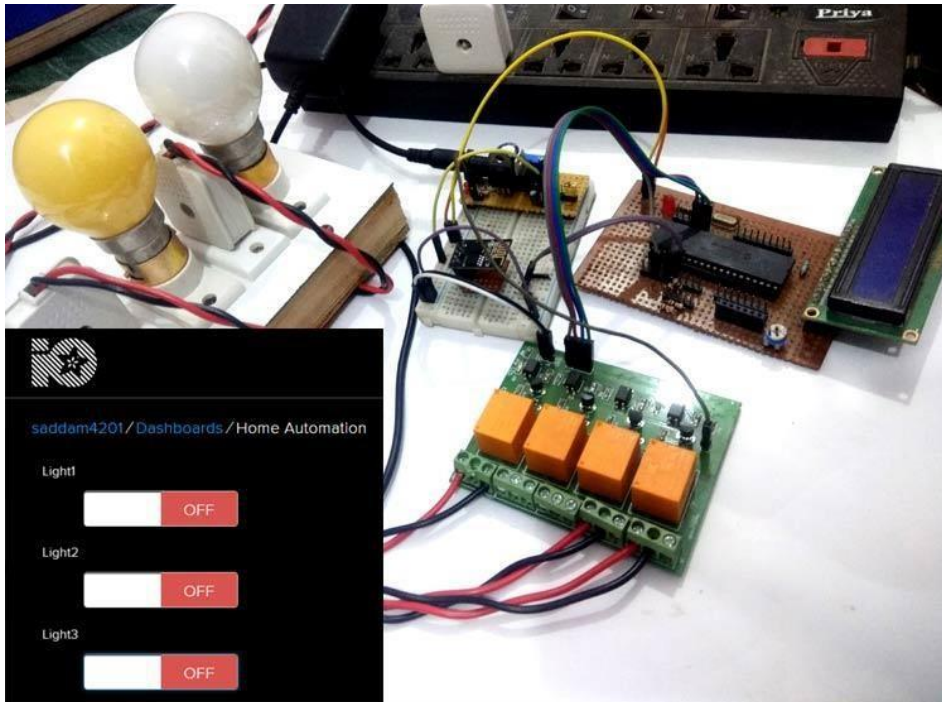 Priya
iO
saddam4201/Dashboards/Home Automation
Light1
OFF
Light2
OFF
Light3
OFF